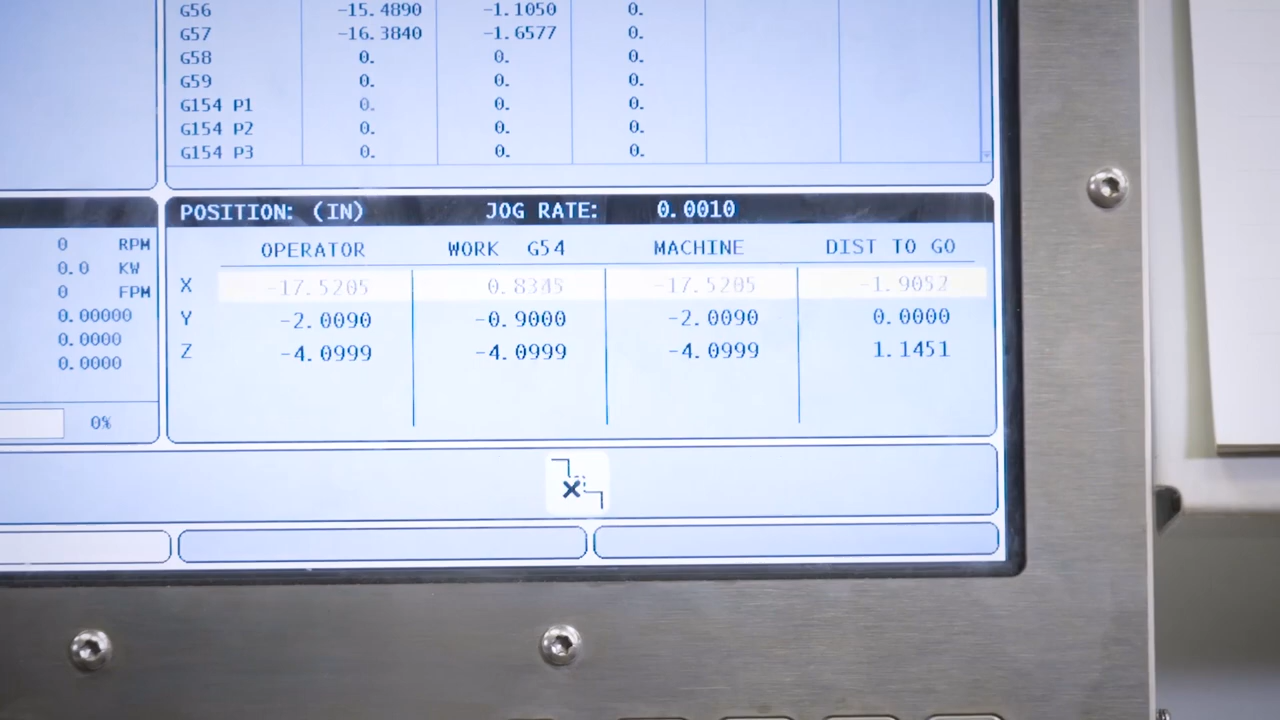 G56 -15.4890 -1.1050 0.
G57 -16.3840 -1.6577 0.
G58 0. 0. 0.
G59 0. 0. 0.
G154 P1 0. 0. 0.
G154 P2 0. 0. 0.
G154 P3 0. 0. 0.
0 RPM
0.0 KW
0 FPM
0.00000
0.0000
0.0000
0%
POSITION: (IN) JOG RATE: 0.0010
OPERATOR WORK G54 MACHINE DIST TO GO
X -17.5205 0.8345 -17.5205 -1.9052
Y -2.0090 -0.9000 -2.0090 0.0000
Z -4.0999 -4.0999 -4.0999 1.1451
X